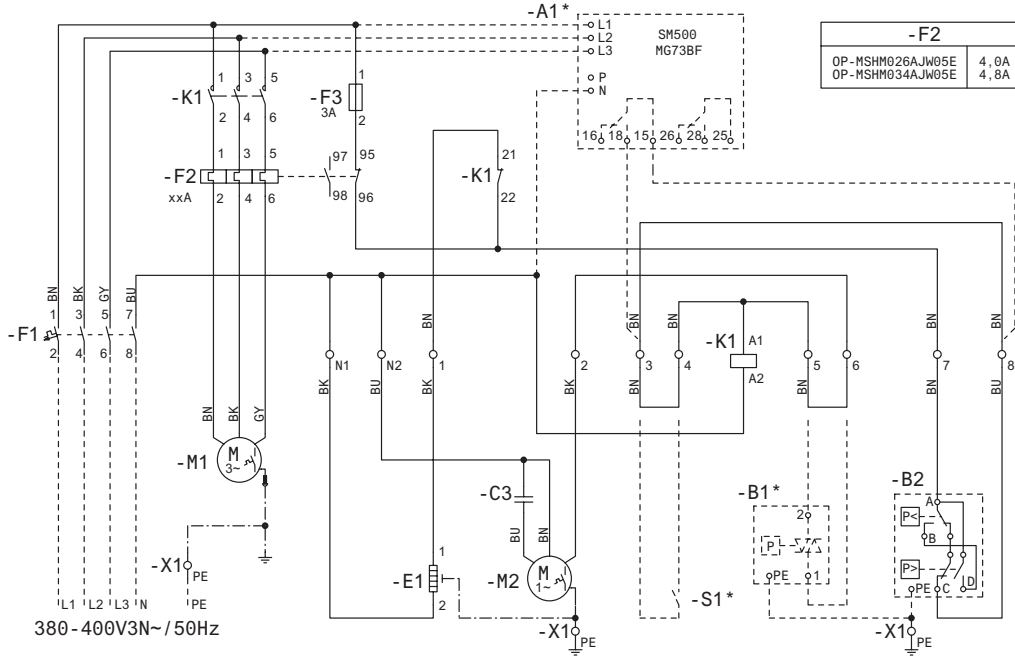 -A1*
L1
L2
L3
SM500
MG73BF
P
N
16 18 15 26 28 25
-F2
OP-MSHM026AJW05E 4,0A
OP-MSHM034AJW05E 4,8A
-K1
1 3 5
2 4 6
-F3
3A
1
2
-F2
xxA
1 3 5
2 4 6
97 95
98 96
-K1
21
22
BN BK GY BU
-F1
1 3 5 7
2 4 6 8
BN BN BN BN BN BN BN
N1 N2 1 2 3 4
-K1
A1
A2
5 6 7 8
BK BU BK BK BN BN BN BN BU
BN BK GY
-M1
M
3~
-X1
PE
L1 L2 L3 N PE
380-400V3N~/50Hz
-C3
BU BN
-E1
1
2
-M2
M
1~
-X1
PE
-S1*
-B1*
2
P
PE 1
-B2
A
P<
B
P>
PE C D
-X1
PE